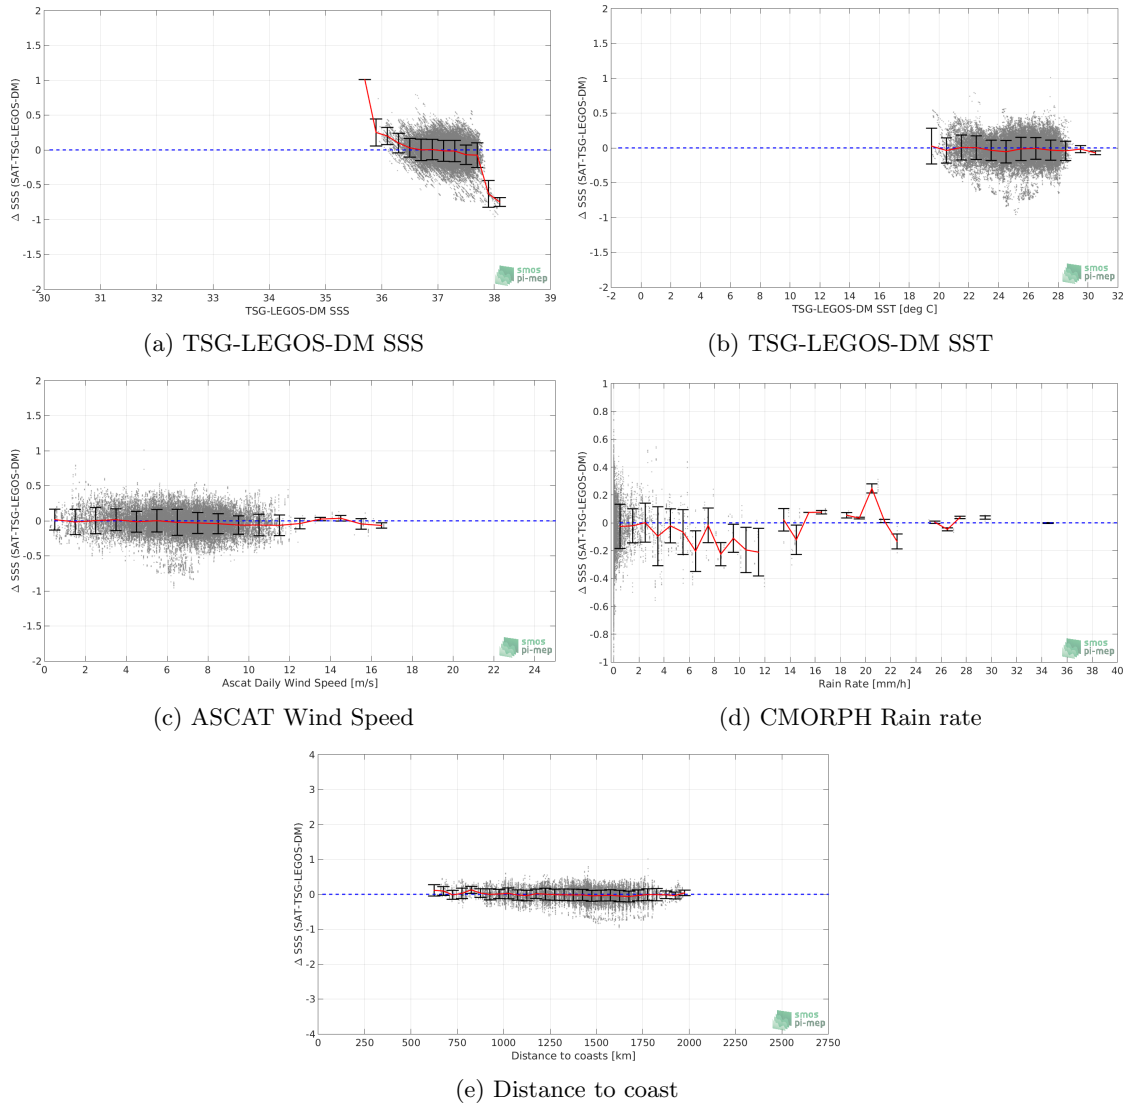 2
1.5
1
0.5
0
-0.5
-1
-1.5
-2
Δ SSS (SAT-TSG-LEGOS-DM)
30 31 32 33 34 35 36 37 38 39
TSG-LEGOS-DM SSS
smos
pi-mep
(a) TSG-LEGOS-DM SSS
2
1.5
1
0.5
0
-0.5
-1
-1.5
-2
Δ SSS (SAT-TSG-LEGOS-DM)
-2 0 2 4 6 8 10 12 14 16 18 20 22 24 26 28 30 32
TSG-LEGOS-DM SST [deg C]
smos
pi-mep
(b) TSG-LEGOS-DM SST
2
1.5
1
0.5
0
-0.5
-1
-1.5
-2
Δ SSS (SAT-TSG-LEGOS-DM)
0 2 4 6 8 10 12 14 16 18 20 22 24
Ascat Daily Wind Speed [m/s]
smos
pi-mep
(c) ASCAT Wind Speed
1
0.8
0.6
0.4
0.2
0
-0.2
-0.4
-0.6
-0.8
-1
Δ SSS (SAT-TSG-LEGOS-DM)
0 2 4 6 8 10 12 14 16 18 20 22 24 26 28 30 32 34 36 38 40
Rain Rate [mm/h]
smos
pi-mep
(d) CMORPH Rain rate
4
3
2
1
0
-1
-2
-3
-4
Δ SSS (SAT-TSG-LEGOS-DM)
0 250 500 750 1000 1250 1500 1750 2000 2250 2500 2750
Distance to coasts [km]
smos
pi-mep
(e) Distance to coast